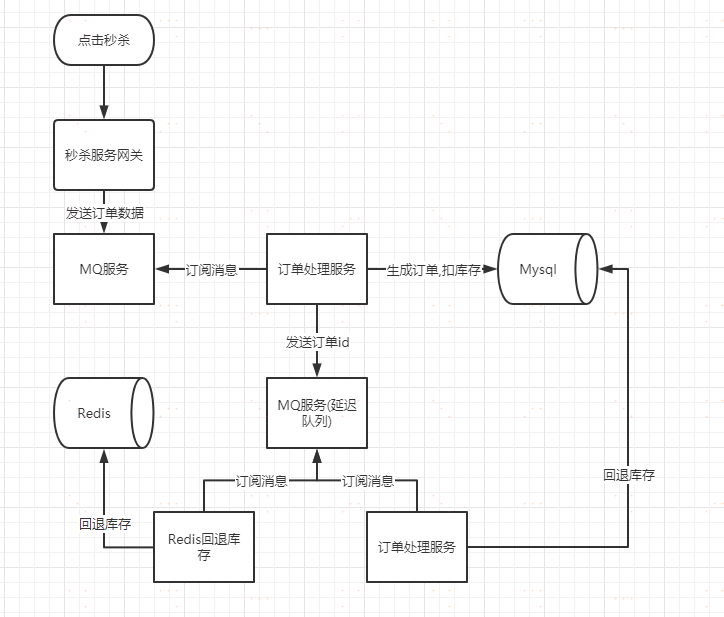 点击秒杀
秒杀服务网关
发送订单数据
MQ服务
订阅消息
订单处理服务
生成订单,扣库存
Mysql
发送订单id
Redis
MQ服务(延迟
队列)
订阅消息
订阅消息
回退库存
回退库存
Redis回退库
存
订单处理服务